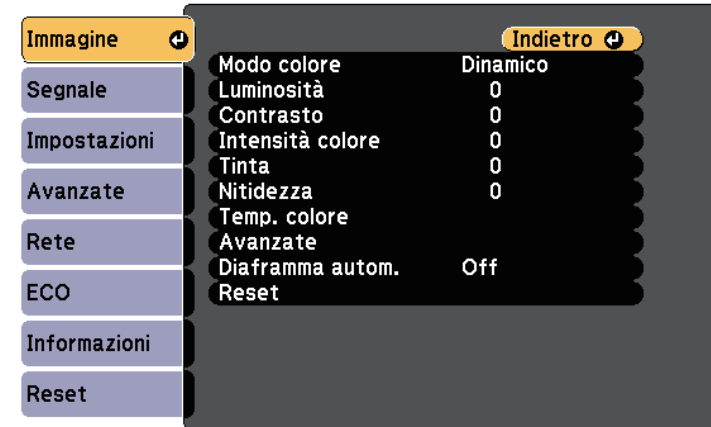 Immagine
Segnale
Impostazioni
Avanzate
Rete
ECO
Informazioni
Reset
Indietro
Modo colore Dinamico
Luminosità 0
Contrasto 0
Intensità colore 0
Tinta 0
Nitidezza 0
Temp. colore
Avanzate
Diaframma autom. Off
Reset